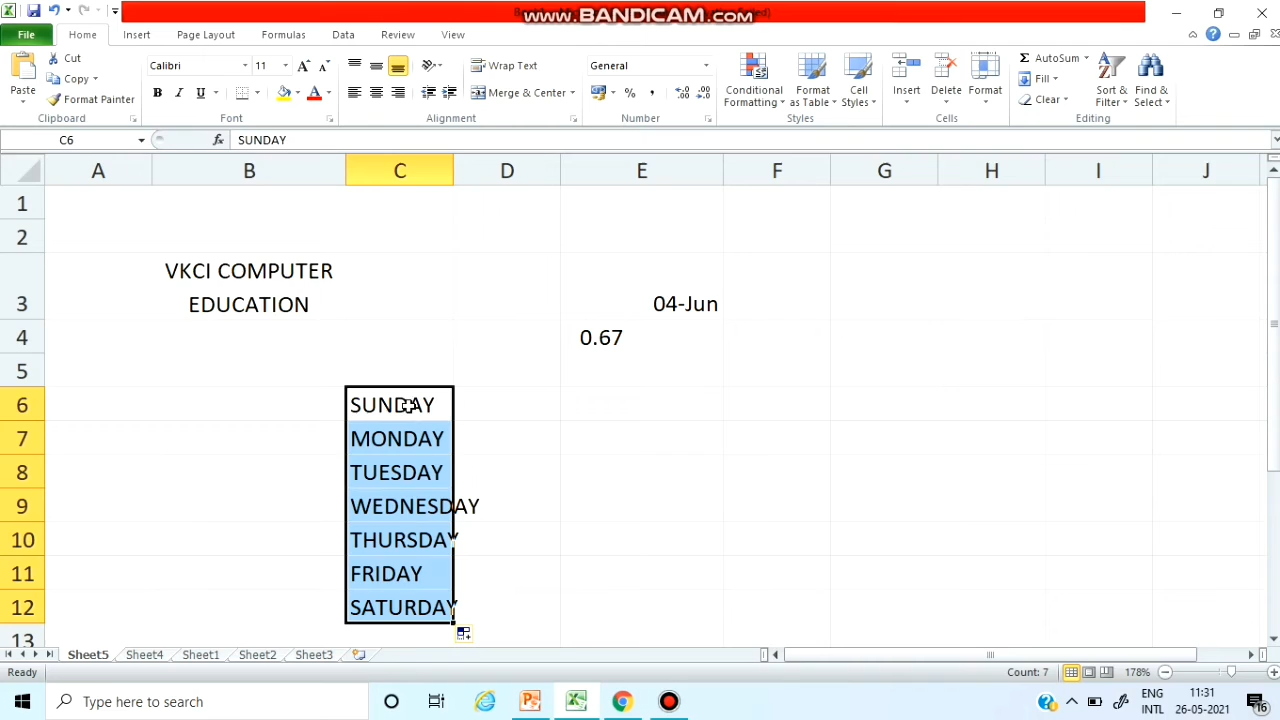 www.BANDICAM.com
File Home Insert Page Layout Formulas Data Review View
Cut
Copy
Format Painter
Paste
Clipboard
Calibri 11
B I U
Font
Wrap Text
Merge & Center
Alignment
General
%
Number
Conditional Formatting
Format as Table
Cell Styles
Styles
Insert Delete Format
Cells
Σ AutoSum
Fill
Clear
Sort & Filter
Find & Select
Editing
C6 fx SUNDAY
A B C D E F G H I J
1
2
VKCI COMPUTER
3 EDUCATION 04-Jun
4 0.67
5
6 SUNDAY
7 MONDAY
8 TUESDAY
9 WEDNESDAY
10 THURSDAY
11 FRIDAY
12 SATURDAY
13
Sheet5 Sheet4 Sheet1 Sheet2 Sheet3
Ready Count: 7 178%
Type here to search
ENG 11:31
INTL 26-05-2021 16